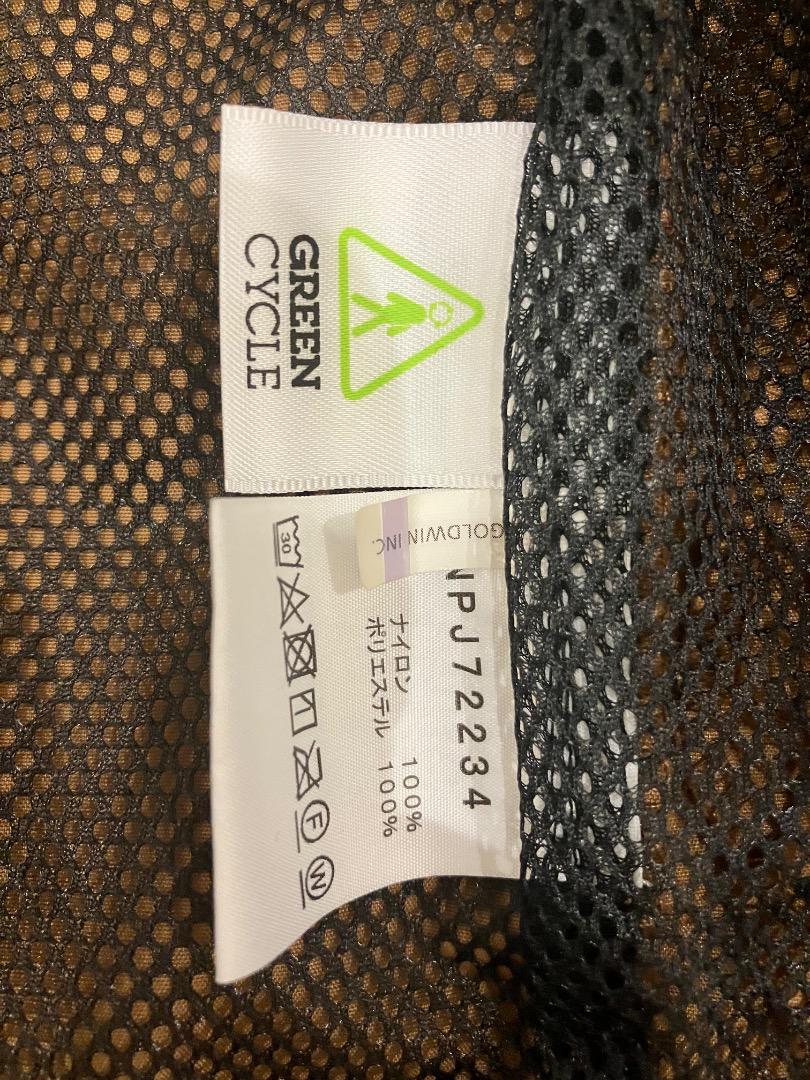 GREEN
CYCLE
GOLDWIN INC.
NPJ72234
ナイロン 100%
ポリエステル 100%
30
F
W